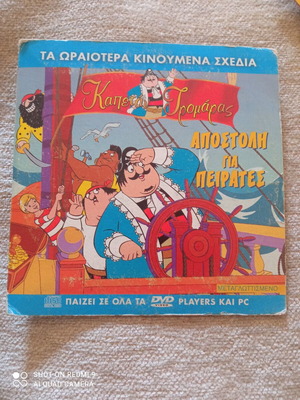 ΤΑ ΩΡΑΙΟΤΕΡΑ ΚΙΝΟΥΜΕΝΑ ΣΧΕΔΙΑ
Καπεταν Τρομάρας
ΑΠΟΣΤΟΛΗ
ΓΙΑ
ΠΕΙΡΑΤΕΣ
ΜΕΤΑΓΛΩΤΤΙΣΜΕΝΟ
ΠΑΙΖΕΙ ΣΕ ΟΛΑ ΤΑ DVD PLAYERS ΚΑΙ PC
SHOT ON REDMI 9
AI QUAD CAMERA